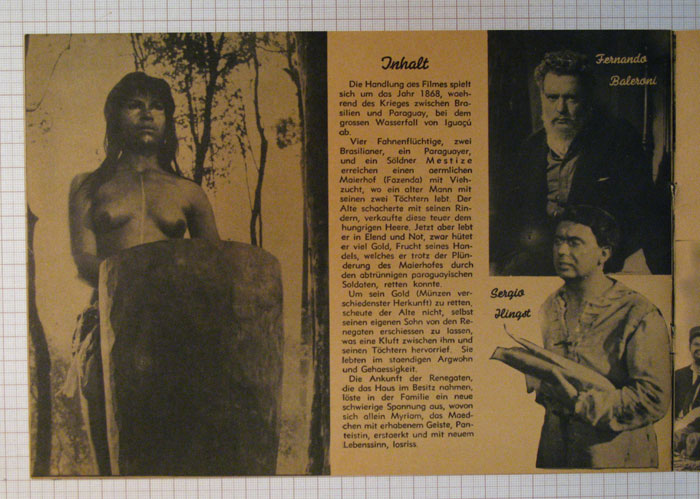 Inhalt
Die Handlung des Filmes spielt
sich um das Jahr 1868, waeh-
rend des Krieges zwischen Bra-
silien und Paraguay, bei dem
grossen Wasserfall von Iguaçú
ab.
Vier Fahnenflüchtige, zwei
Brasilianer, ein Paraguayer,
und ein Söldner Mestize
erreichen einen aermlichen
Maierhof (Fazenda) mit Vieh-
zucht, wo ein alter Mann mit
seinen zwei Töchtern lebt. Der
Alte schacherte mit seinen Rin-
dern, verkaufte diese teuer dem
hungrigen Heere. Jetzt aber lebt
er in Elend und Not, zwar hütet
er viel Gold, Frucht seines Han-
dels, welches er trotz der Plün-
derung des Maierhofes durch
den abtrünnigen paraguayischen
Soldaten, retten konnte.
Um sein Gold (Münzen ver-
schiedenster Herkunft) zu retten,
scheute der Alte nicht, selbst
seinen eigenen Sohn von den Re-
negaten erschiessen zu lassen,
was eine Kluft zwischen ihm und
seinen Töchtern hervorrief. Sie
lebten im staendigen Argwohn
und Gehaessigkeit.
Die Ankunft der Renegaten,
die das Haus im Besitz nahmen,
löste in der Familie ein neue
schwierige Spannung aus, wovon
sich allein Myriam, das Maed-
chen mit erhabenem Geiste, Pan-
teistin, erstaerkt und mit neuem
Lebenssinn, losriss.
Fernando
Baleroni
Sergio
Hingst